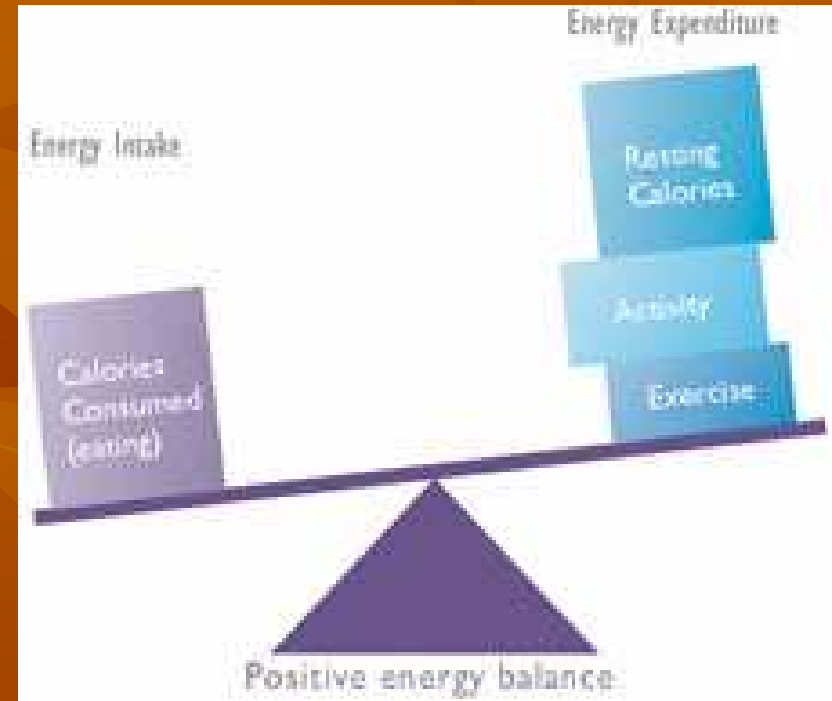 Energy Expenditure
Energy Intake
Resting
Calories
Activity
Exercise
Calories
Consumed
(eating)
Positive energy balance